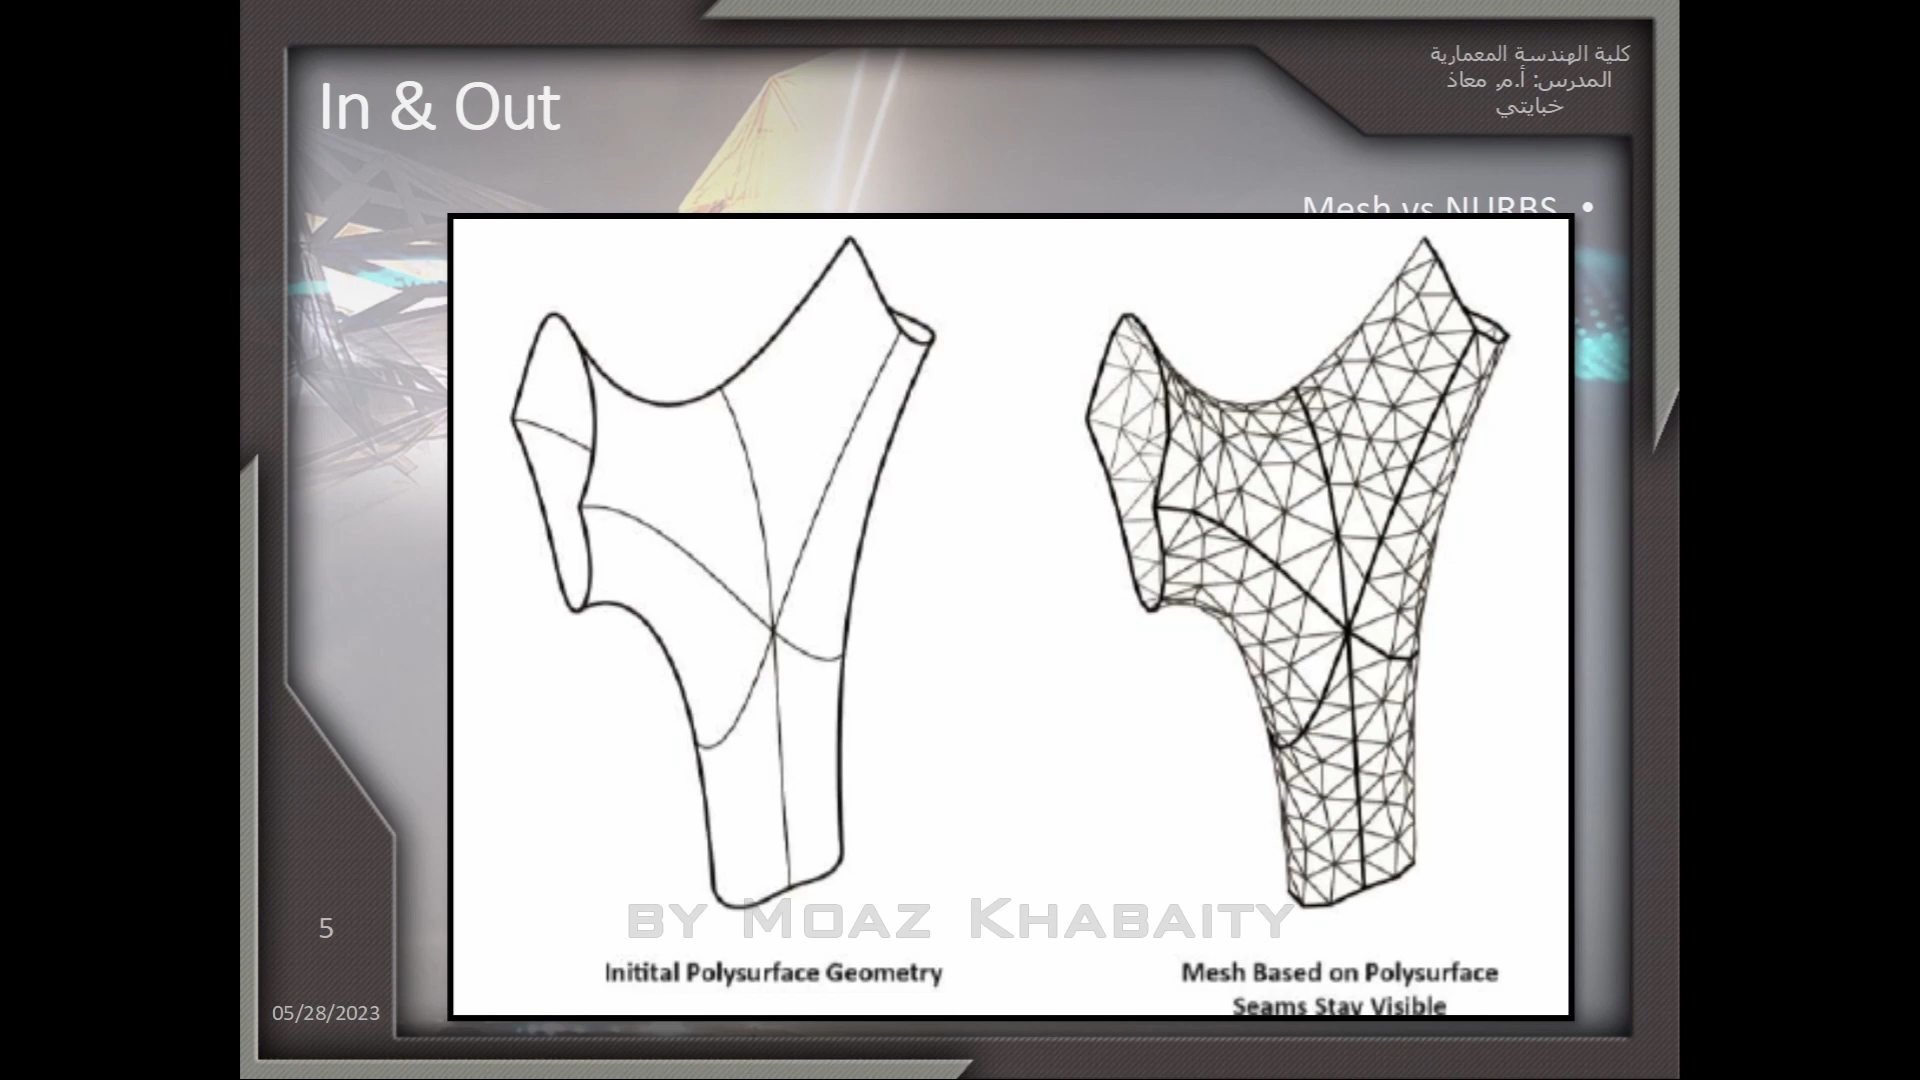 In & Out
كلية الهندسة المعمارية
المدرس: أ.م. معاذ
خبايتي
• Mesh vs NURBS
BY MOAZ KHABAITY
Initital Polysurface Geometry
Mesh Based on Polysurface
Seams Stay Visible
5
05/28/2023